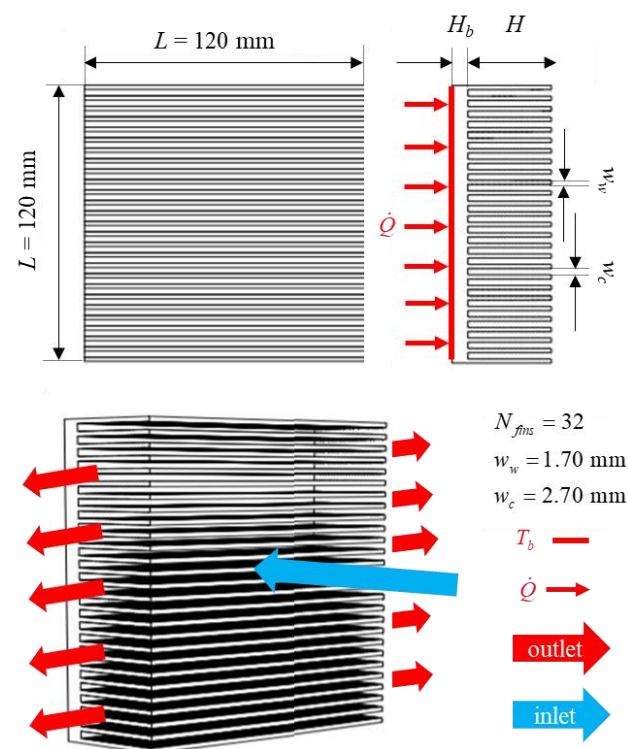 L = 120 mm
H_b
H
L = 120 mm
Q̇
w_w
w_c
N_fins = 32
w_w = 1.70 mm
w_c = 2.70 mm
T_b
Q̇
outlet
inlet